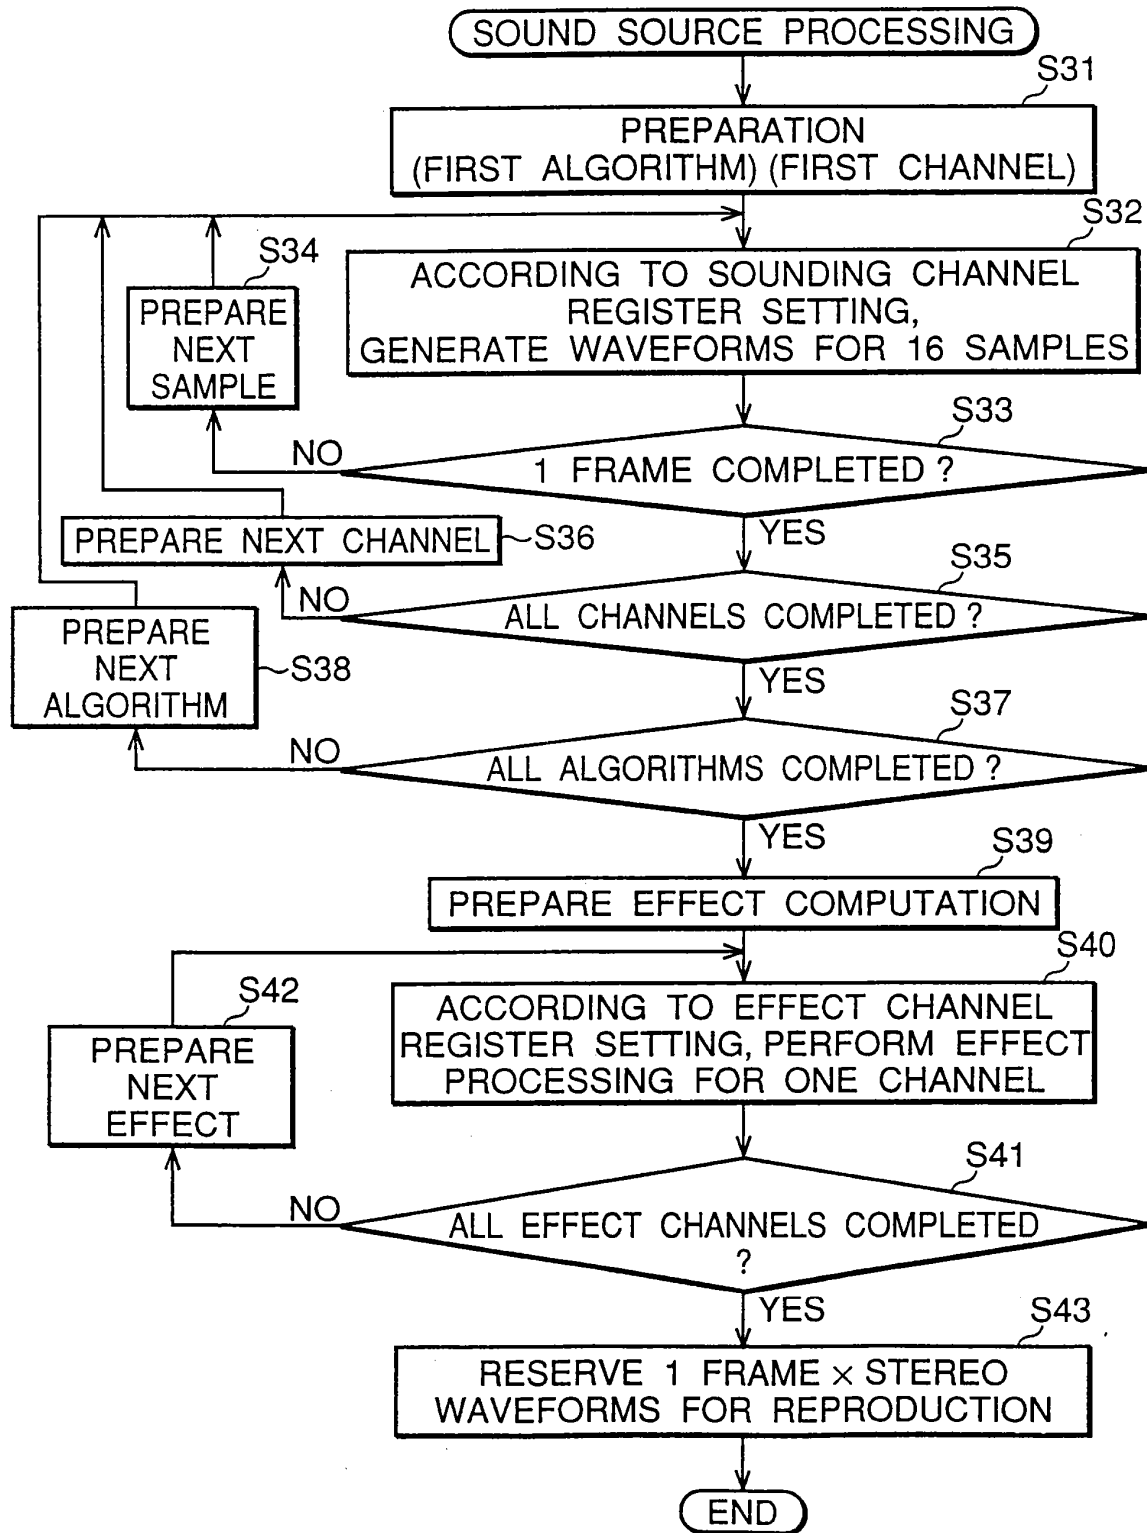 SOUND SOURCE PROCESSING
S31
PREPARATION
(FIRST ALGORITHM) (FIRST CHANNEL)
S32
ACCORDING TO SOUNDING CHANNEL
REGISTER SETTING,
GENERATE WAVEFORMS FOR 16 SAMPLES
S34
PREPARE
NEXT
SAMPLE
S33
NO
1 FRAME COMPLETED ?
YES
PREPARE NEXT CHANNEL
S36
S35
NO
ALL CHANNELS COMPLETED ?
YES
PREPARE
NEXT
ALGORITHM
S38
S37
NO
ALL ALGORITHMS COMPLETED ?
YES
S39
PREPARE EFFECT COMPUTATION
S40
ACCORDING TO EFFECT CHANNEL
REGISTER SETTING, PERFORM EFFECT
PROCESSING FOR ONE CHANNEL
S42
PREPARE
NEXT
EFFECT
S41
NO
ALL EFFECT CHANNELS COMPLETED
?
YES
S43
RESERVE 1 FRAME × STEREO
WAVEFORMS FOR REPRODUCTION
END